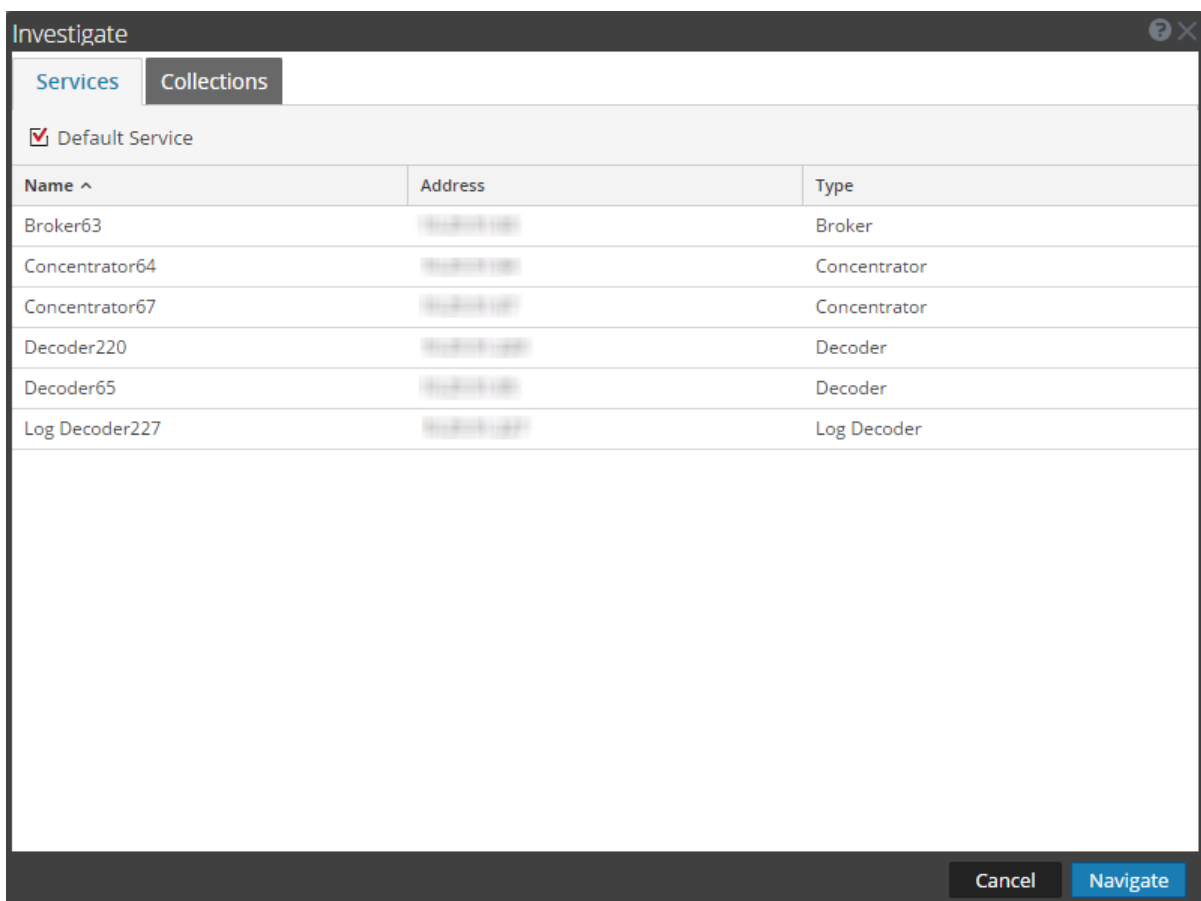 Investigate
Services Collections
Default Service
Name Address Type
Broker63 Broker
Concentrator64 Concentrator
Concentrator67 Concentrator
Decoder220 Decoder
Decoder65 Decoder
Log Decoder227 Log Decoder
Cancel Navigate